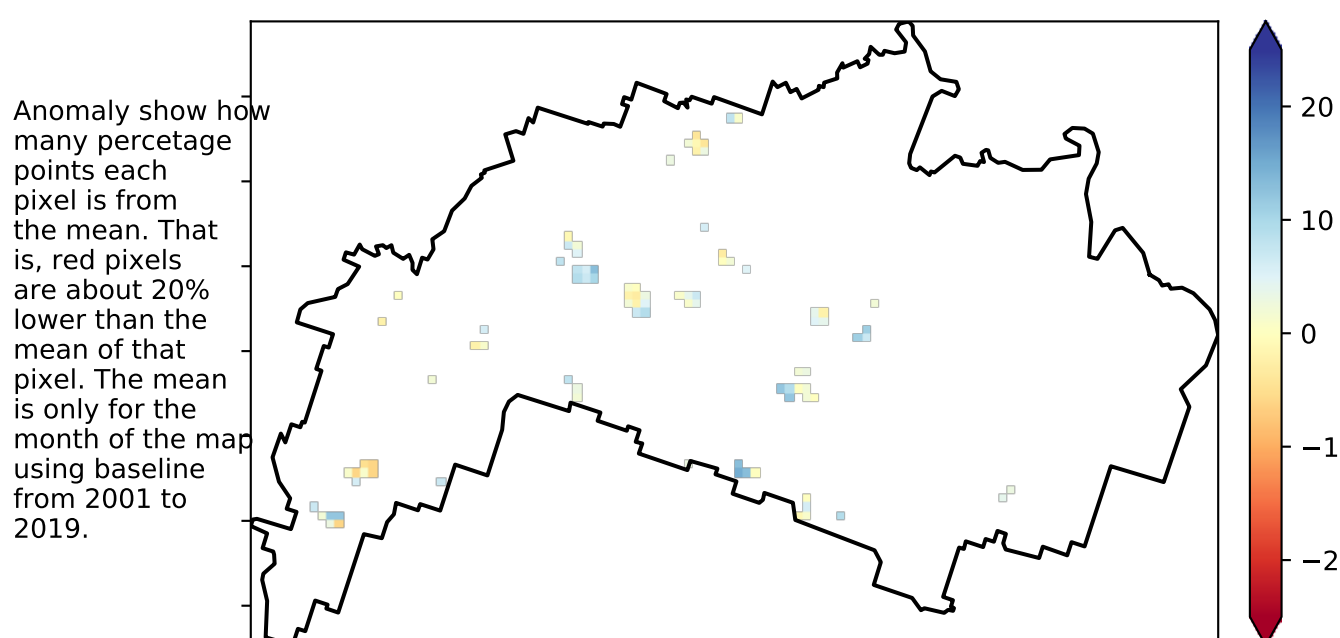 Anomaly show how
many percetage
points each
pixel is from
the mean. That
is, red pixels
are about 20%
lower than the
mean of that
pixel. The mean
is only for the
month of the map
using baseline
from 2001 to
2019.
20
10
0
−1
−2